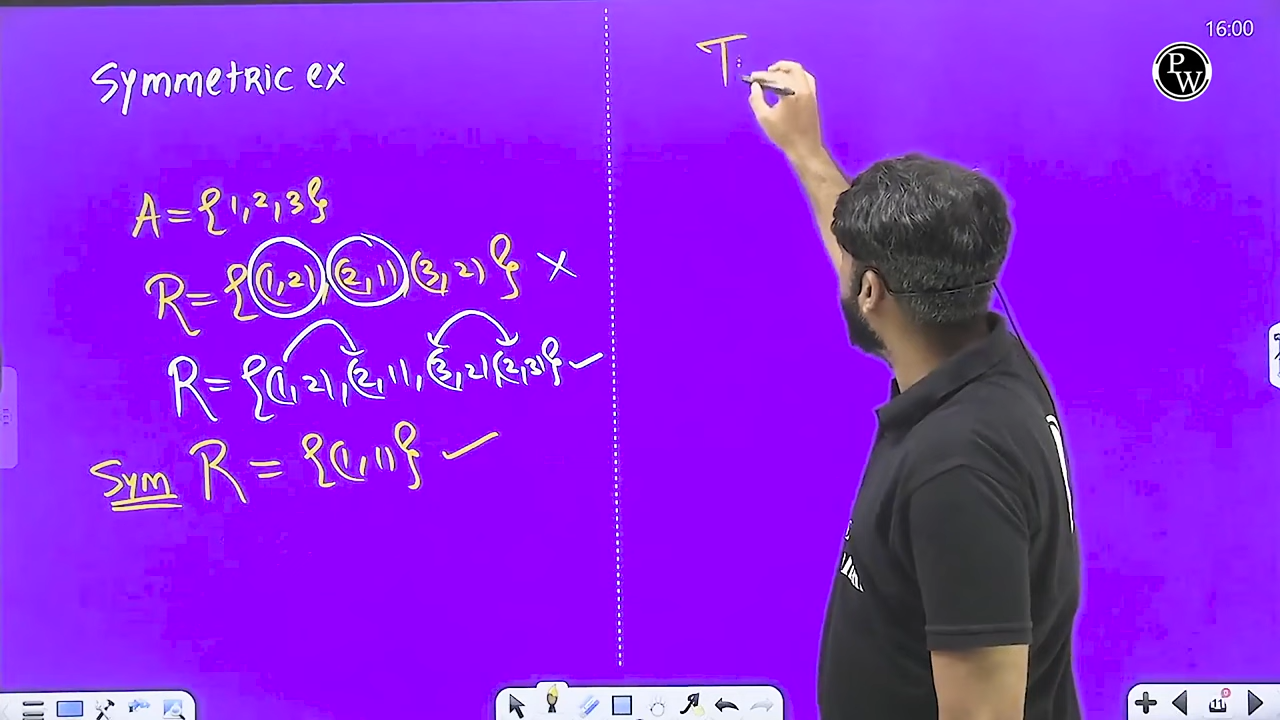 Symmetric ex
A = {1,2,3}
R = {(1,2),(2,1)(3,2)} ×
R = {(1,2),(2,1),(3,2)(2,3)} ✓
Sym R = {(1,1)} ✓
T
16:00
PW
11